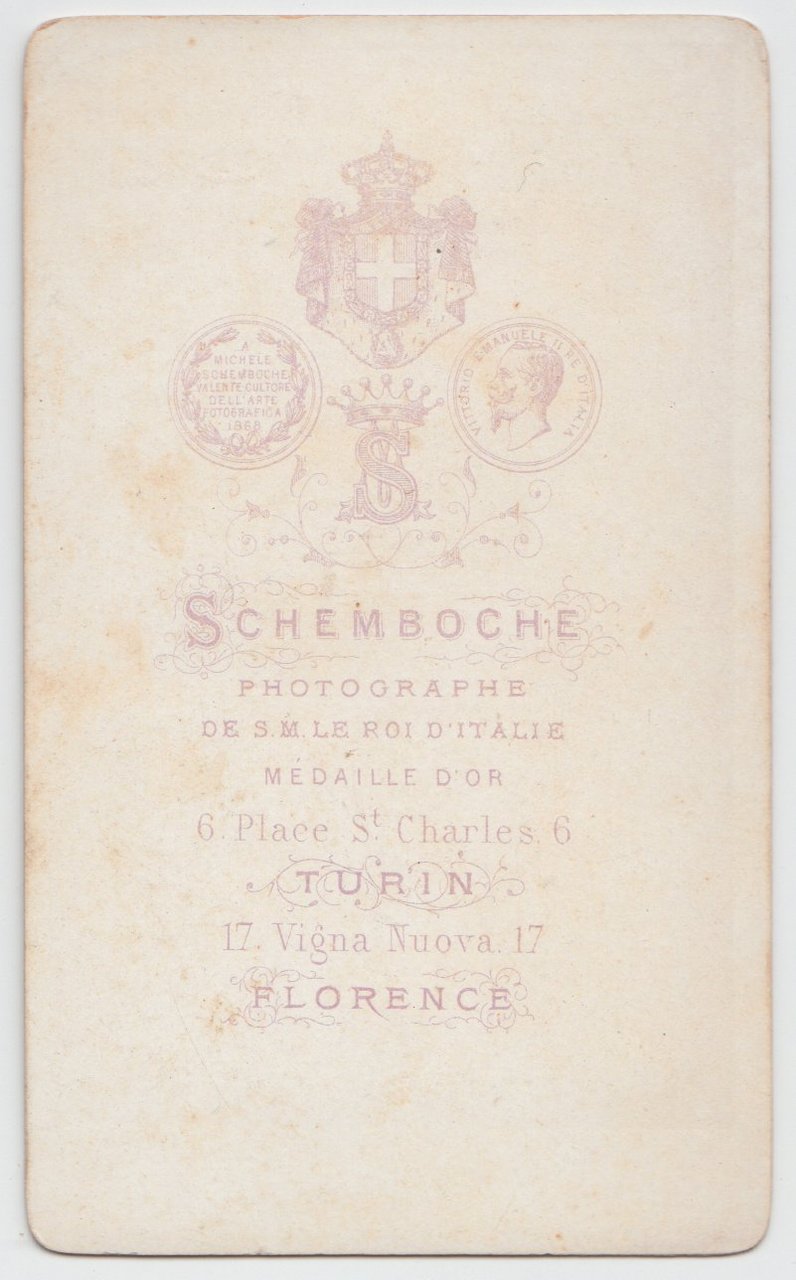 A
MICHELE
SCHEMBOCHE
VALENTE CULTORE
DELL'ARTE
FOTOGRAFICA
1868
VITTORIO EMANUELE II RE D'ITALIA
SCHEMBOCHE
PHOTOGRAPHE
DE S.M. LE ROI D'ITALIE
MÉDAILLE D'OR
6. Place St Charles. 6
TURIN
17. Vigna Nuova. 17
FLORENCE